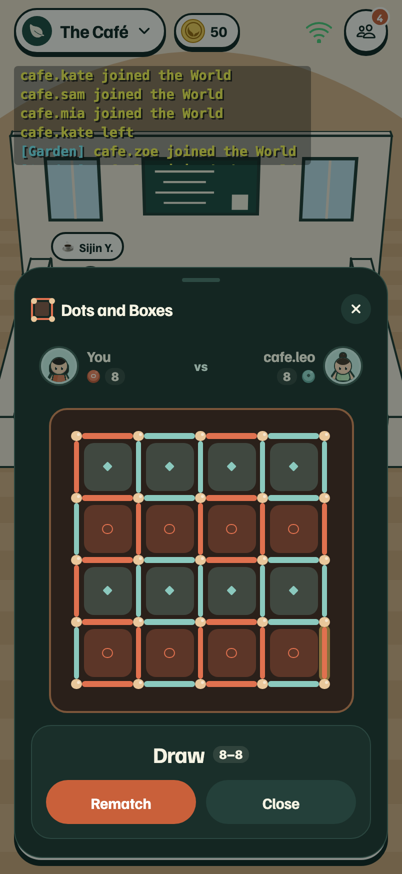 The Café
50
4
cafe.kate joined the World
cafe.sam joined the World
cafe.mia joined the World
cafe.kate left
[Garden] cafe.zoe joined the World
Sijin Y.
Dots and Boxes
You
8
vs
cafe.leo
8
Draw 8–8
Rematch
Close